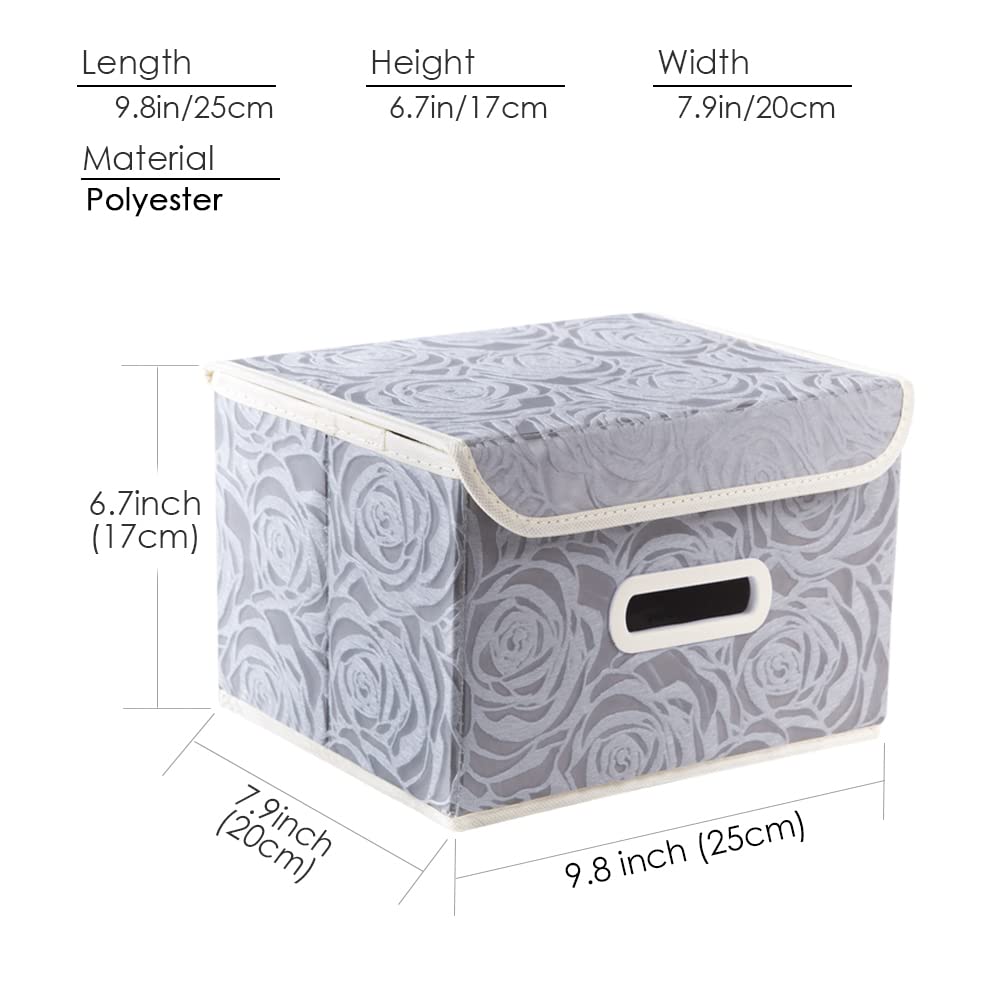 Length
9.8in/25cm
Height
6.7in/17cm
Width
7.9in/20cm
Material
Polyester
6.7inch
(17cm)
7.9inch
(20cm)
9.8 inch (25cm)